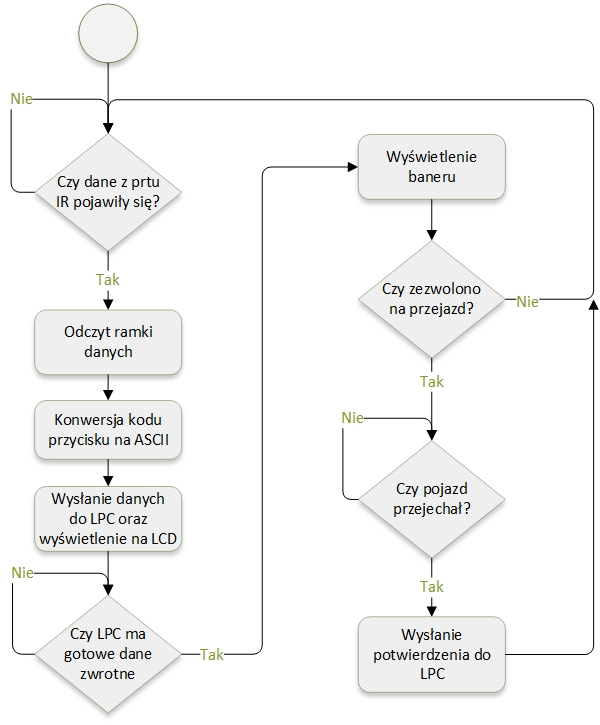 Nie
Czy dane z prtu
IR pojawiły się?
Tak
Odczyt ramki
danych
Konwersja kodu
przycisku na ASCII
Wysłanie danych
do LPC oraz
wyświetlenie na LCD
Nie
Czy LPC ma
gotowe dane
zwrotne
Tak
Wyświetlenie
baneru
Czy zezwolono
na przejazd?
Nie
Tak
Nie
Czy pojazd
przejechał?
Tak
Wysłanie
potwierdzenia do
LPC